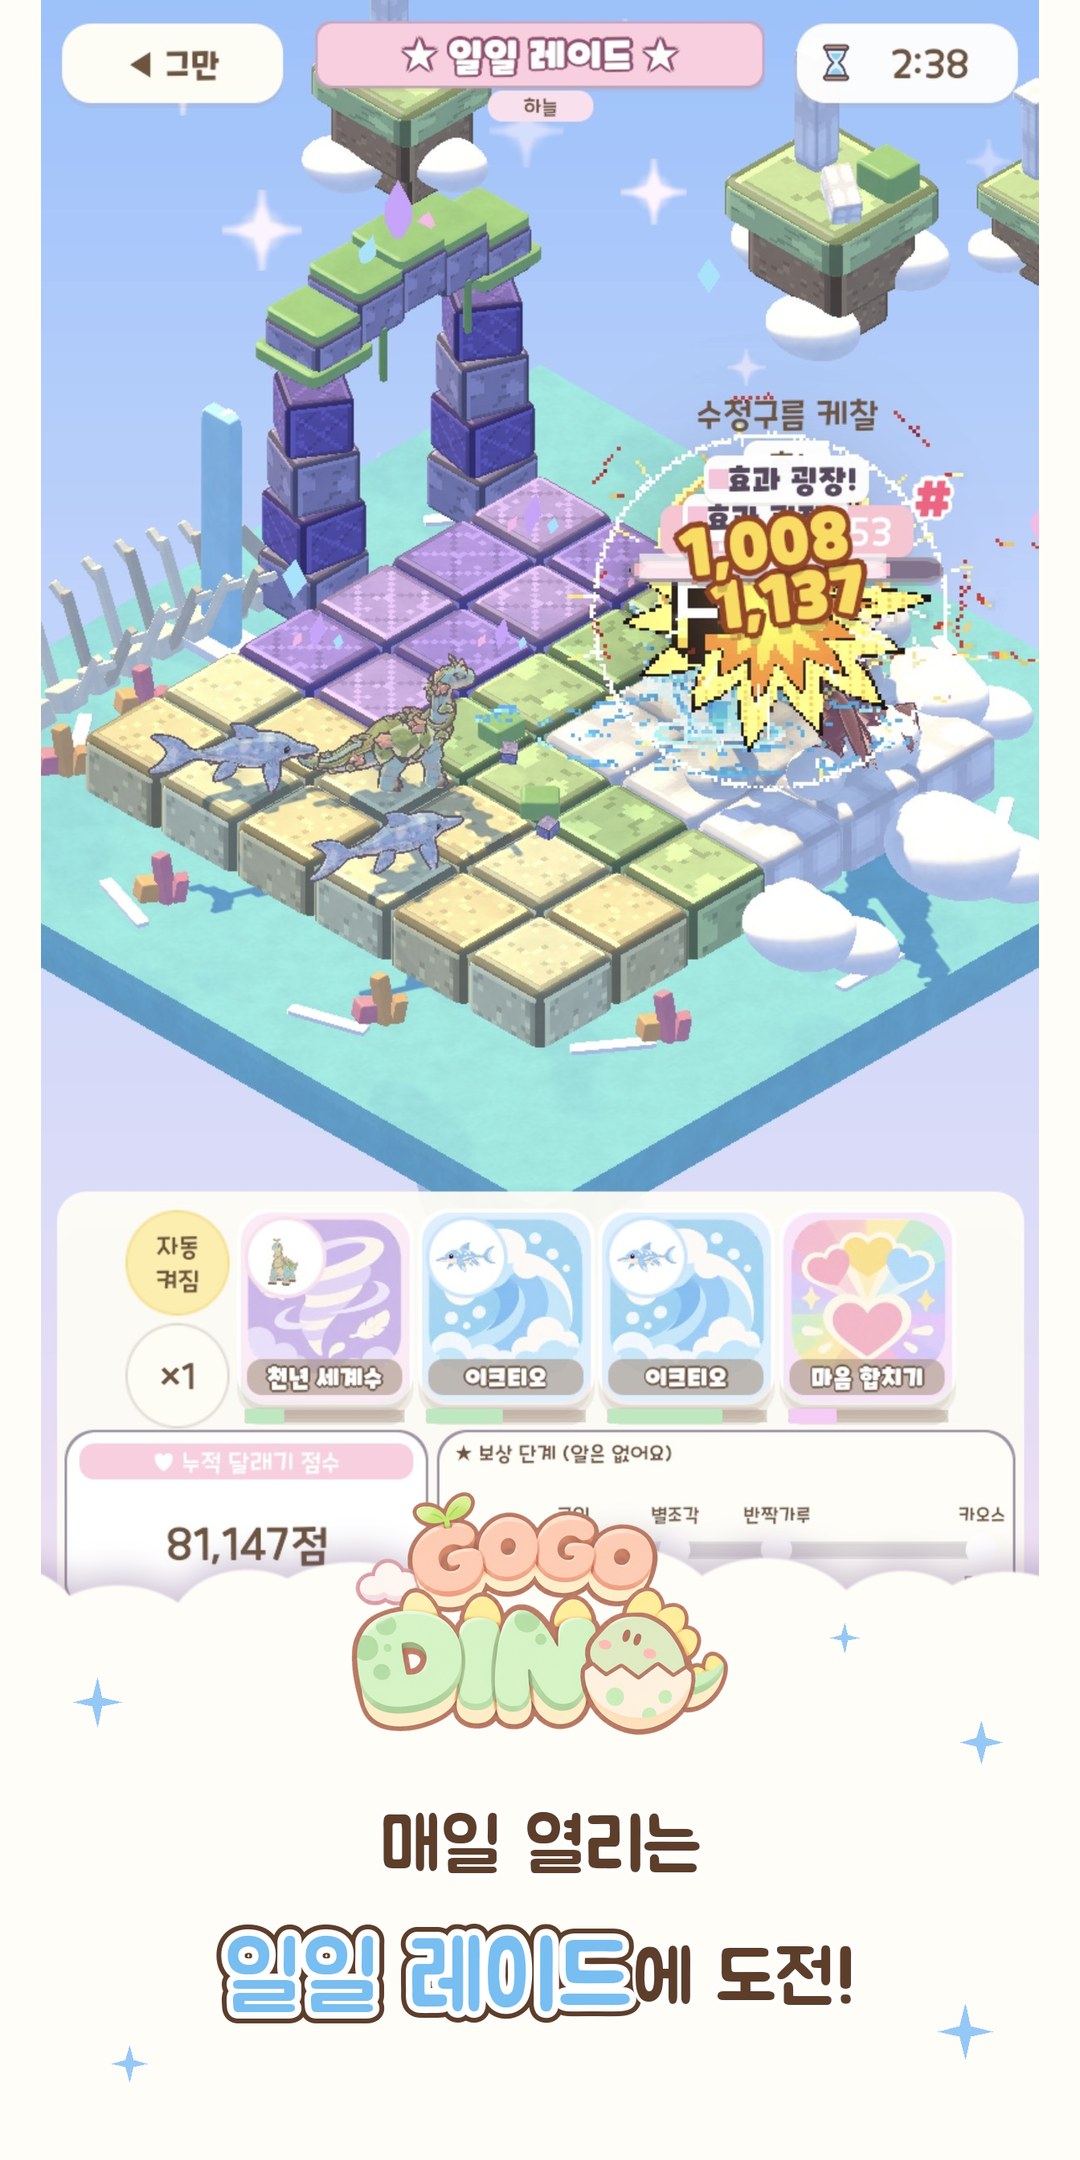 ◀ 그만
★ 일일 레이드 ★
2:38
하늘
수정구름 케찰
효과 굉장!
53
1,008
1,137
자동
켜짐
×1
천년 세계수
이크티오
이크티오
마음 합치기
♥ 누적 달래기 점수
81,147점
★ 보상 단계 (알은 없어요)
별조각
반짝가루
카오스
GOGO
DINO
매일 열리는
일일 레이드에 도전!